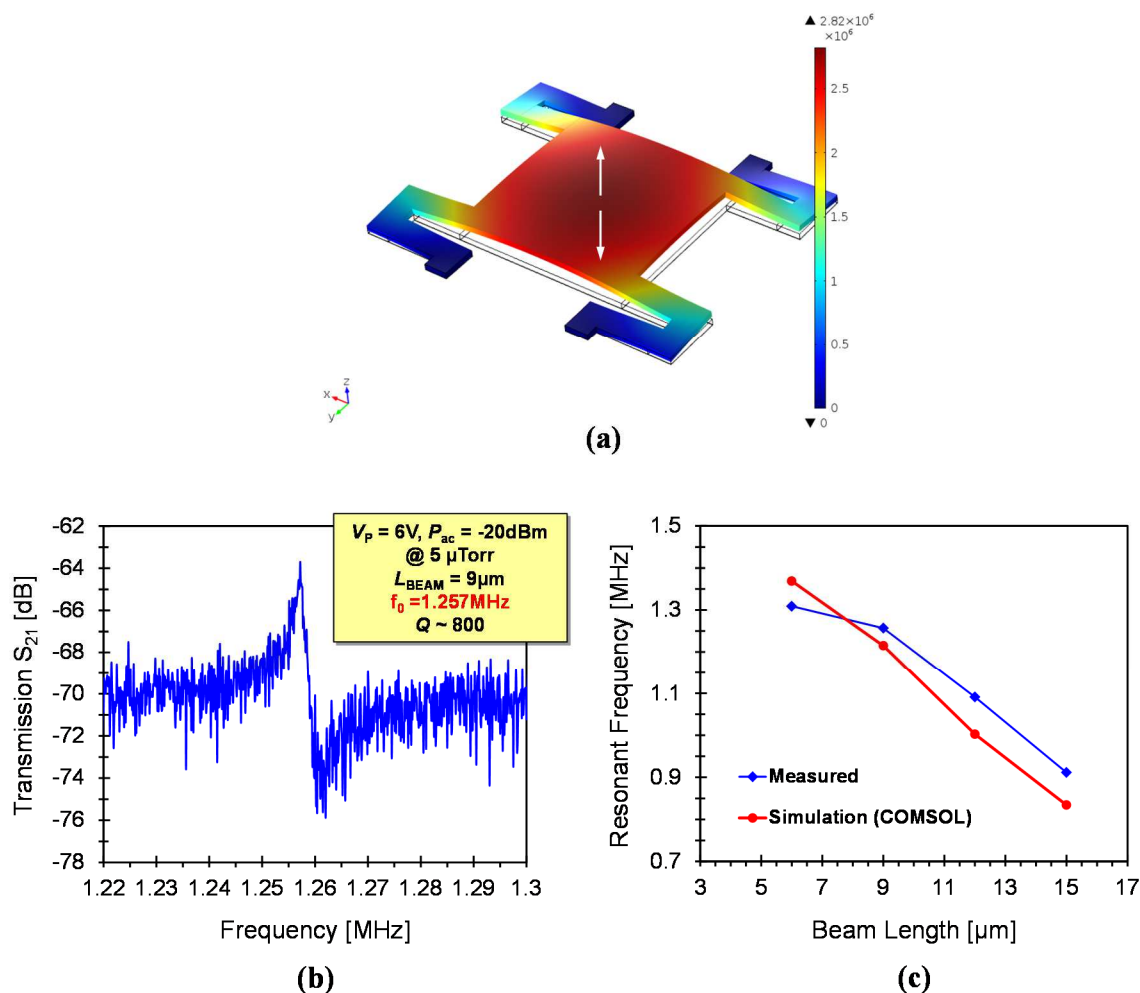 ▲ 2.82×10⁶
×10⁶
2.5
2
1.5
1
0.5
0
▼ 0
z
x
y
(a)
-62
-64
-66
-68
-70
-72
-74
-76
-78
Transmission S₂₁ [dB]
V_P = 6V, P_ac = -20dBm
@ 5 µTorr
L_BEAM = 9µm
f₀ =1.257MHz
Q ~ 800
1.22 1.23 1.24 1.25 1.26 1.27 1.28 1.29 1.3
Frequency [MHz]
(b)
1.5
1.3
1.1
0.9
0.7
Resonant Frequency [MHz]
Measured
Simulation (COMSOL)
3 5 7 9 11 13 15 17
Beam Length [µm]
(c)